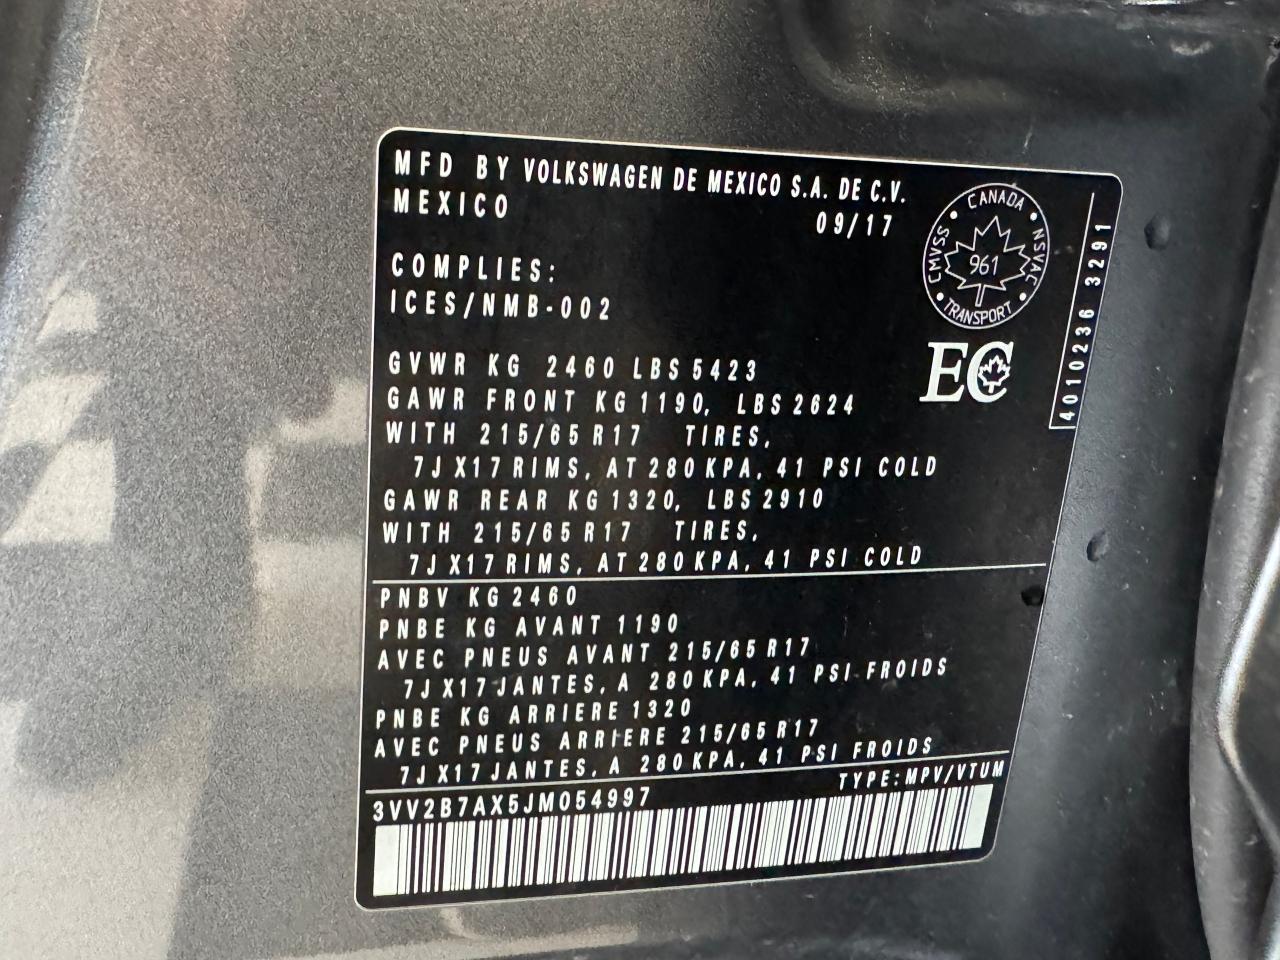 MFD BY VOLKSWAGEN DE MEXICO S.A. DE C.V.
MEXICO 09/17
COMPLIES:
ICES/NMB-002
GVWR KG 2460 LBS 5423
GAWR FRONT KG 1190, LBS 2624
WITH 215/65 R17 TIRES,
7J X17 RIMS, AT 280 KPA, 41 PSI COLD
GAWR REAR KG 1320, LBS 2910
WITH 215/65 R17 TIRES,
7J X17 RIMS, AT 280 KPA, 41 PSI COLD
CANADA
CMVSS
961
NSVAC
TRANSPORT
EC
4010236 3291
PNBV KG 2460
PNBE KG AVANT 1190
AVEC PNEUS AVANT 215/65 R17
7J X17 JANTES, A 280 KPA, 41 PSI FROIDS
PNBE KG ARRIERE 1320
AVEC PNEUS ARRIERE 215/65 R17
7J X17 JANTES, A 280 KPA, 41 PSI FROIDS
TYPE: MPV/VTUM
3VV2B7AX5JM054997